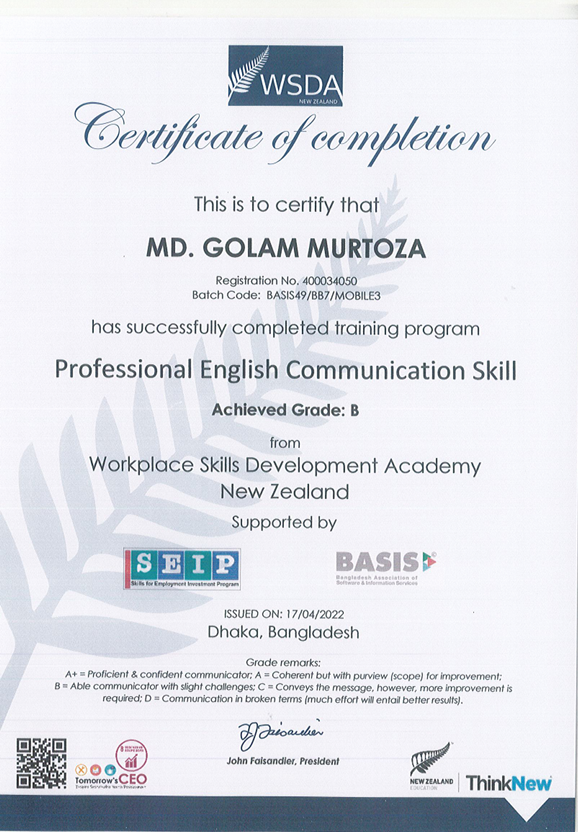 WSDA
NEW ZEALAND
Certificate of completion
This is to certify that
MD. GOLAM MURTOZA
Registration No. 400034050
Batch Code: BASIS49/BB7/MOBILE3
has successfully completed training program
Professional English Communication Skill
Achieved Grade: B
from
Workplace Skills Development Academy
New Zealand
Supported by
SEIP
Skills for Employment Investment Program
BASIS
Bangladesh Association of
Software & Information Services
ISSUED ON: 17/04/2022
Dhaka, Bangladesh
Grade remarks:
A+ = Proficient & confident communicator; A = Coherent but with purview (scope) for improvement;
B = Able communicator with slight challenges; C = Conveys the message, however, more improvement is
required; D = Communication in broken terms (much effort will entail better results).
John Faisandier, President
Tomorrow's CEO
NEW ZEALAND
EDUCATION
ThinkNew